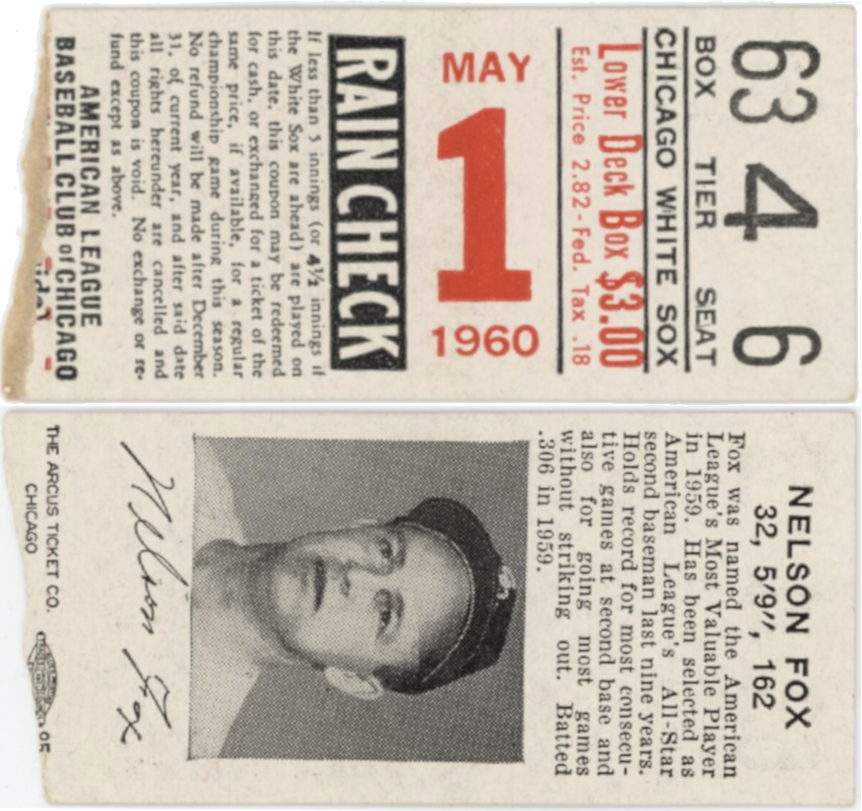 63 4 6
BOX TIER SEAT
CHICAGO WHITE SOX
Lower Deck Box $3.00
Est. Price 2.82 - Fed. Tax .18
MAY
1
1960
RAIN CHECK
If less than 5 innings (or 4½ innings if
the White Sox are ahead) are played on
this date, this coupon may be redeemed
for cash, or exchanged for a ticket of the
same price, if available, for a regular
championship game during this season.
No refund will be made after December
31, of current year, and after said date
all rights hereunder are cancelled and
this coupon is void. No exchange or re-
fund except as above.
AMERICAN LEAGUE
BASEBALL CLUB of CHICAGO
NELSON FOX
32, 5'9", 162
Fox was named the American
League's Most Valuable Player
in 1959. Has been selected as
American League's All-Star
second baseman last nine years.
Holds record for most consecu-
tive games at second base and
also for going most games
without striking out. Batted
.306 in 1959.
Nelson Fox
THE ARCUS TICKET CO.
CHICAGO